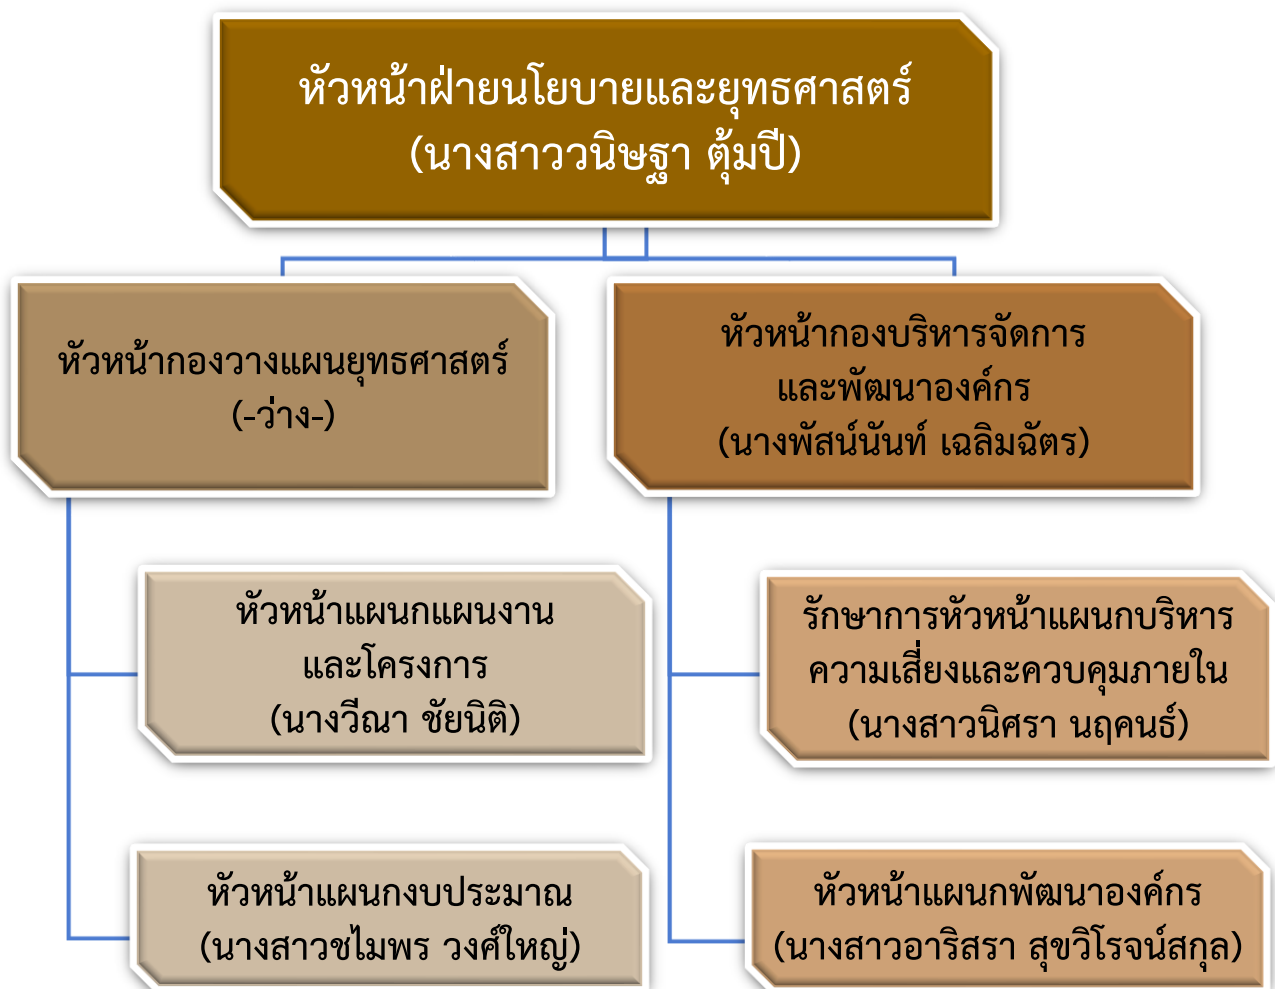 หัวหน้าฝ่ายนโยบายและยุทธศาสตร์
(นางสาววนิษฐา ตุ้มปี)
หัวหน้ากองวางแผนยุทธศาสตร์
(-ว่าง-)
หัวหน้ากองบริหารจัดการ
และพัฒนาองค์กร
(นางพัสน์นันท์ เฉลิมฉัตร)
หัวหน้าแผนกแผนงาน
และโครงการ
(นางวีณา ชัยนิติ)
รักษาการหัวหน้าแผนกบริหาร
ความเสี่ยงและควบคุมภายใน
(นางสาวนิศรา นฤคนธ์)
หัวหน้าแผนกงบประมาณ
(นางสาวชไมพร วงศ์ใหญ่)
หัวหน้าแผนกพัฒนาองค์กร
(นางสาวอาริสรา สุขวิโรจน์สกุล)